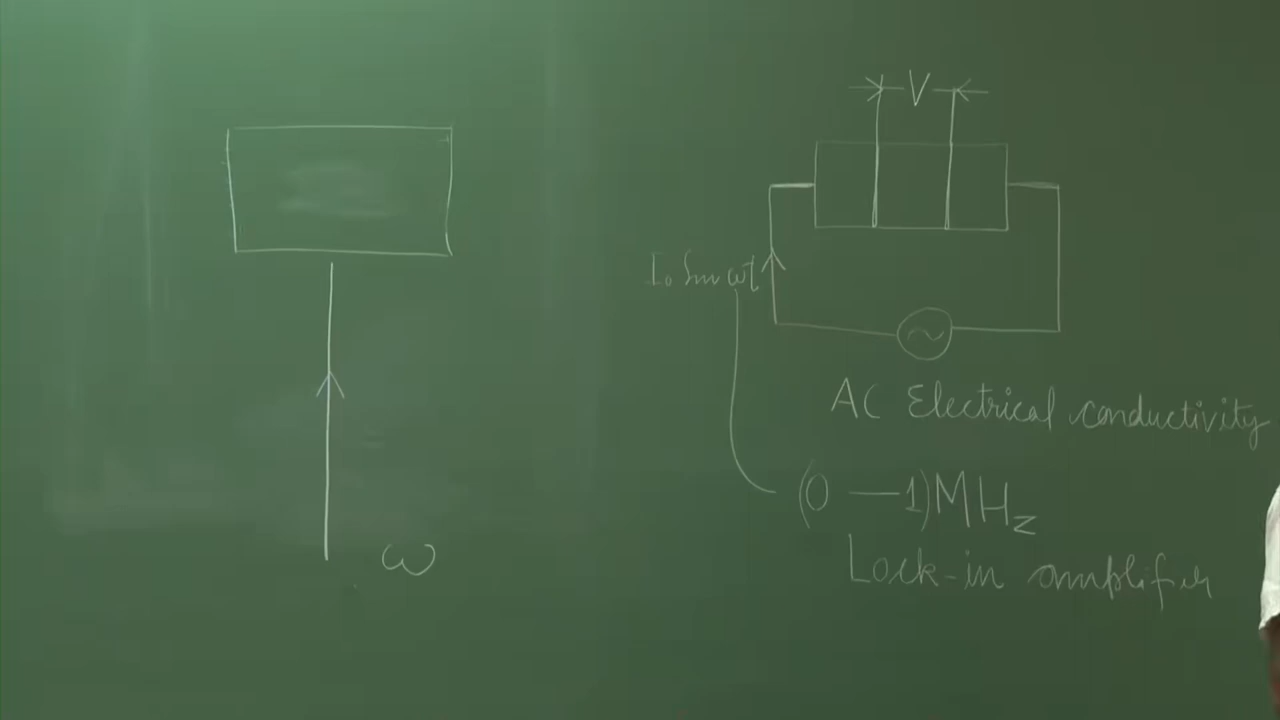 V
I₀ Sin ωt
AC Electrical conductivity
(0 — 1) MHz
Lock-in amplifier
ω